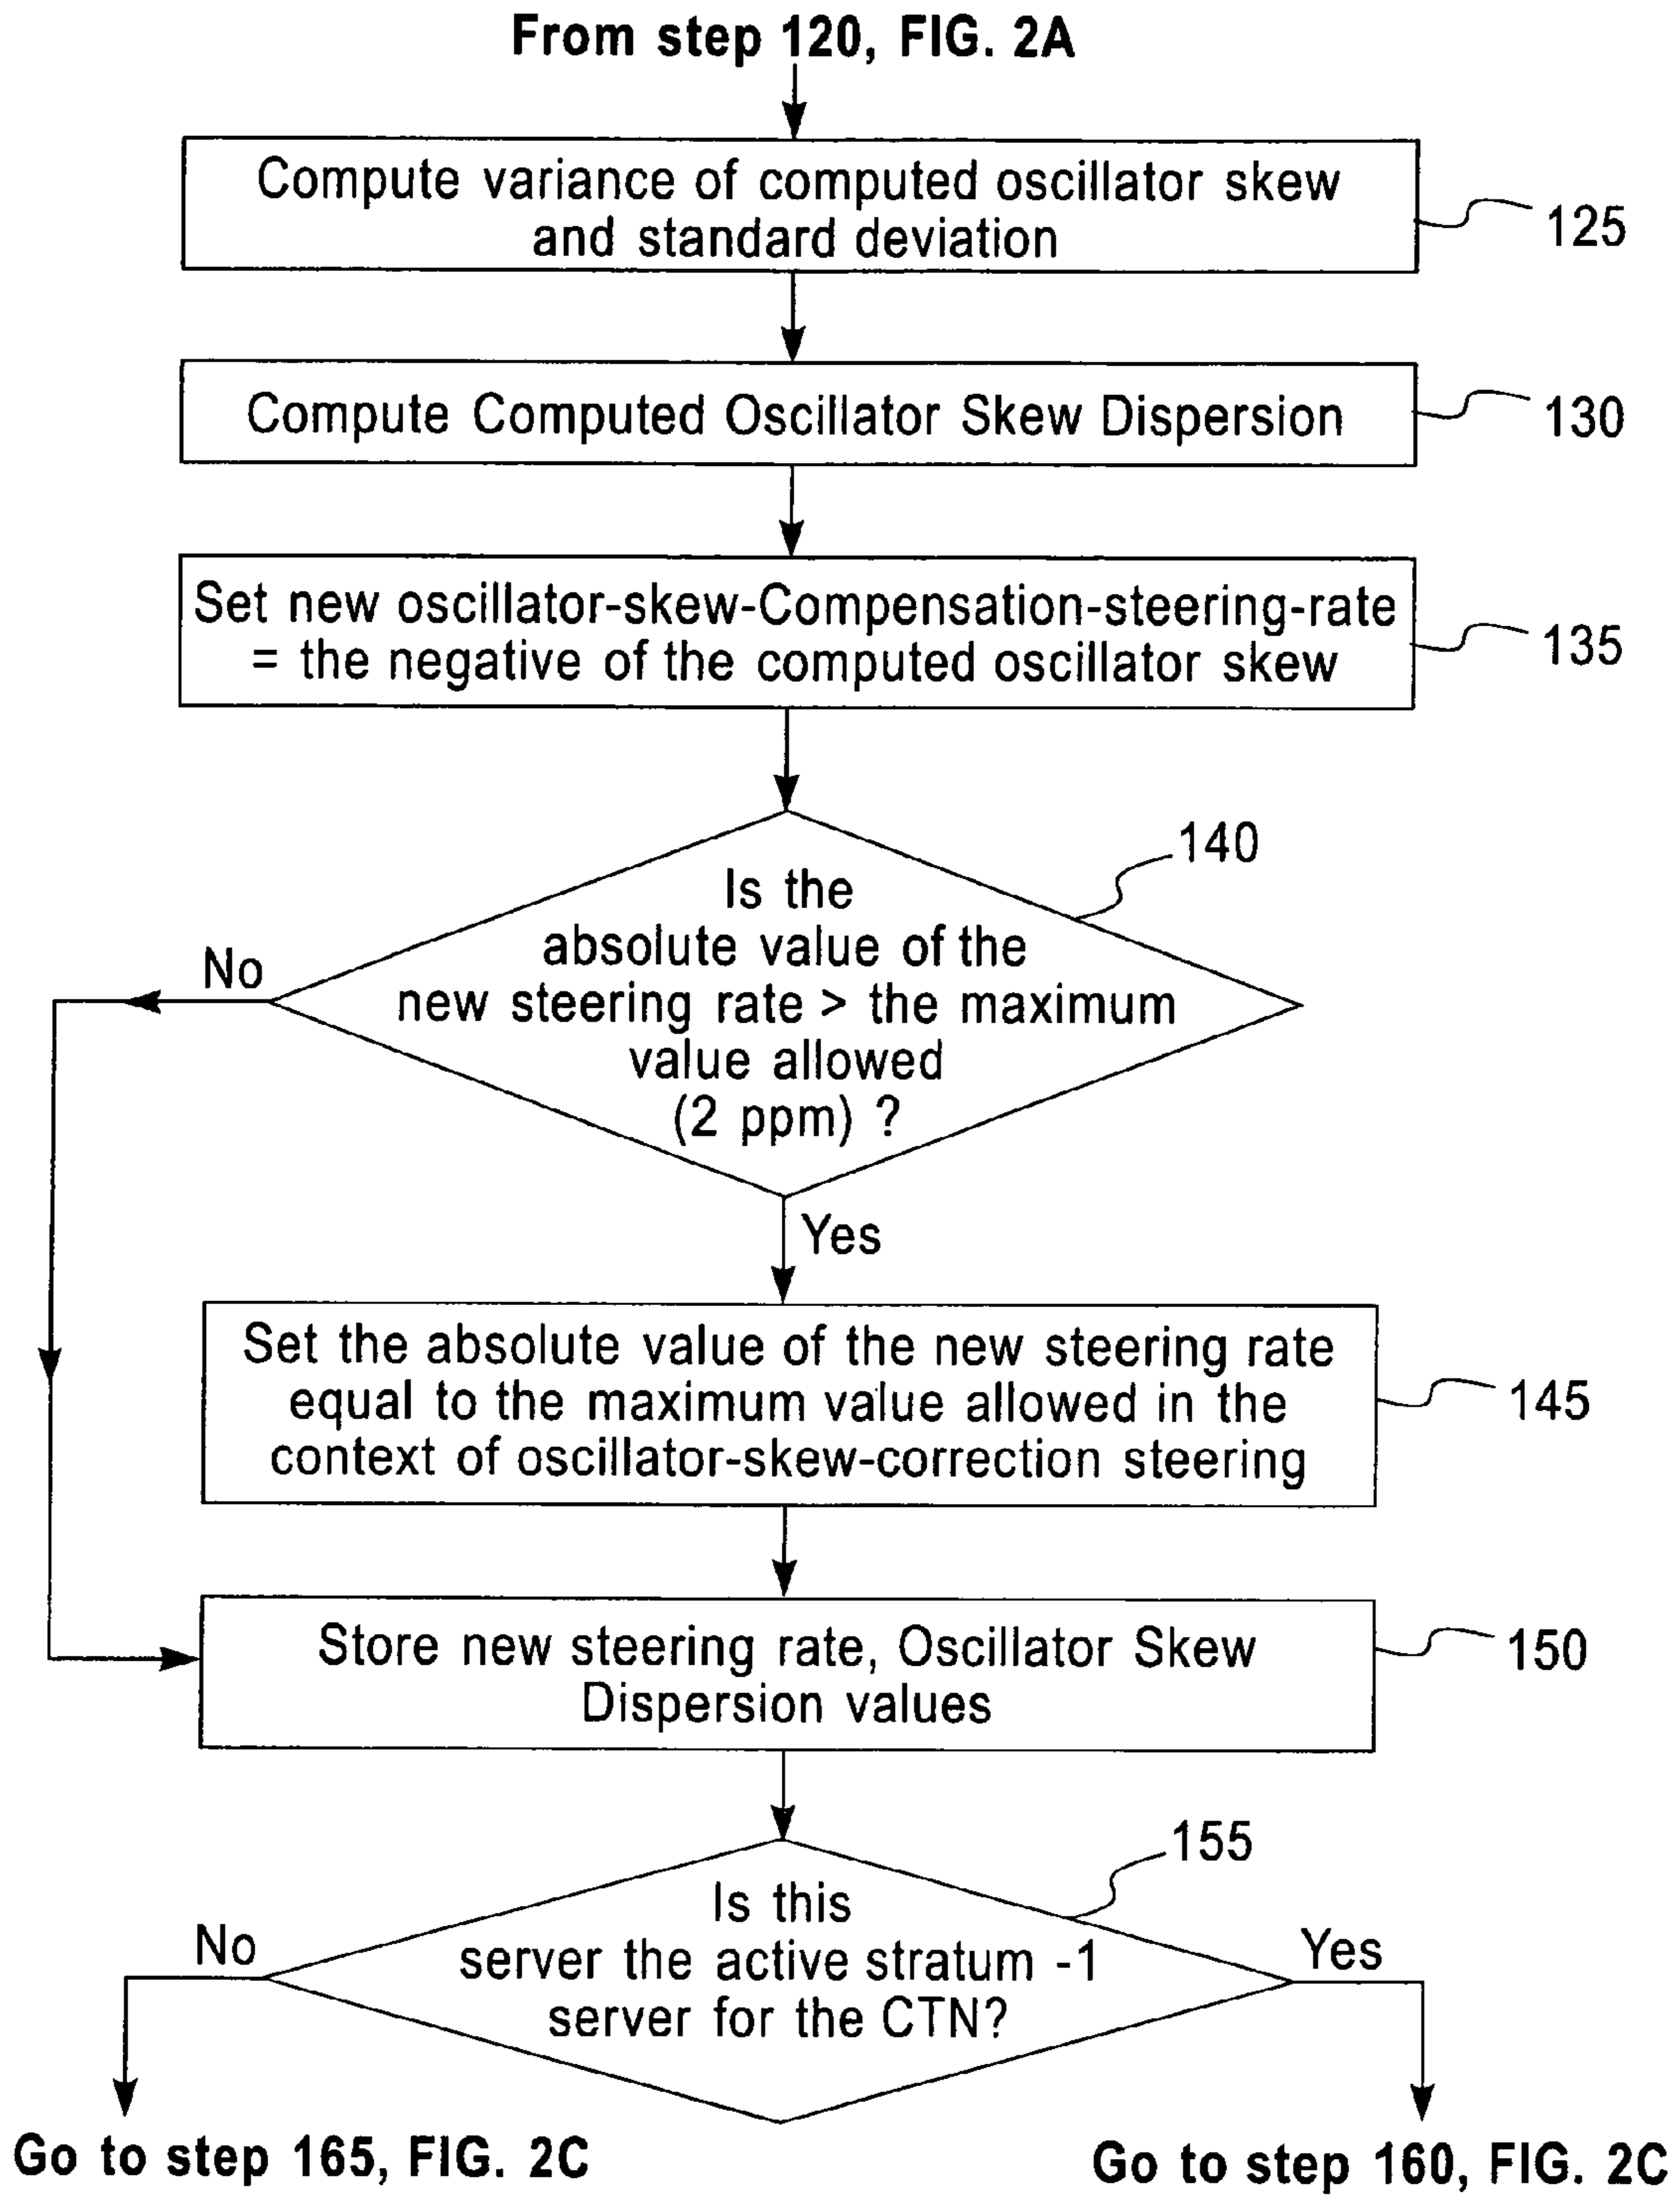 From step 120, FIG. 2A
Compute variance of computed oscillator skew
and standard deviation
125
Compute Computed Oscillator Skew Dispersion
130
Set new oscillator-skew-Compensation-steering-rate
= the negative of the computed oscillator skew
135
140
Is the
absolute value of the
new steering rate > the maximum
value allowed
(2 ppm) ?
No
Yes
Set the absolute value of the new steering rate
equal to the maximum value allowed in the
context of oscillator-skew-correction steering
145
Store new steering rate, Oscillator Skew
Dispersion values
150
155
Is this
server the active stratum -1
server for the CTN?
No
Yes
Go to step 165, FIG. 2C
Go to step 160, FIG. 2C